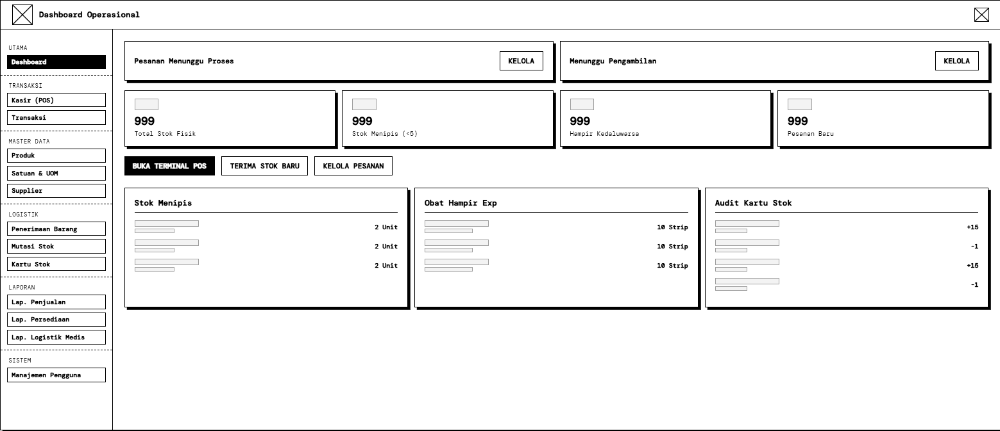 Dashboard Operasional
UTAMA
Dashboard
TRANSAKSI
Kasir (POS)
Transaksi
MASTER DATA
Produk
Satuan & UOM
Supplier
LOGISTIK
Penerimaan Barang
Mutasi Stok
Kartu Stok
LAPORAN
Lap. Penjualan
Lap. Persediaan
Lap. Logistik Medis
SISTEM
Manajemen Pengguna
Pesanan Menunggu Proses
KELOLA
Menunggu Pengambilan
KELOLA
999
Total Stok Fisik
999
Stok Menipis (<5)
999
Hampir Kedaluwarsa
999
Pesanan Baru
BUKA TERMINAL POS
TERIMA STOK BARU
KELOLA PESANAN
Stok Menipis
2 Unit
2 Unit
2 Unit
Obat Hampir Exp
10 Strip
10 Strip
10 Strip
Audit Kartu Stok
+15
-1
+15
-1